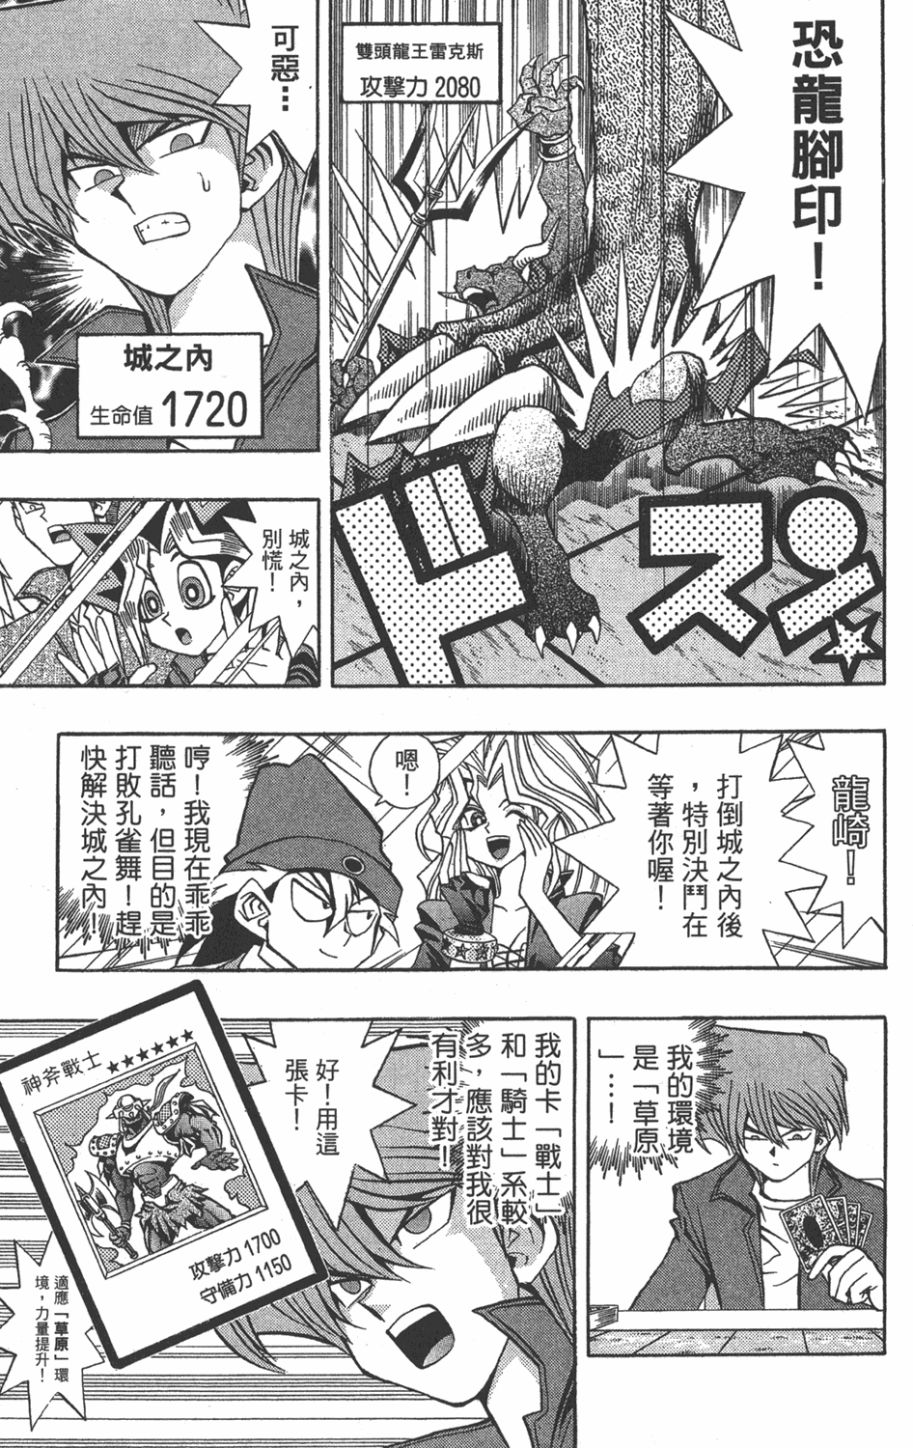 恐龍腳印！
雙頭龍王雷克斯
攻擊力 2080
ドスン☆
可惡…
城之內
生命值 1720
城之內，
別慌！
龍崎！
打倒城之內後
，特別決鬥在
等著你喔！
嗯！
哼！我現在乖乖
聽話，但目的是
打敗孔雀舞！趕
快解決城之內！
我的環境
是「草原
」…！
我的卡「戰士」
和「騎士」系較
多，應該對我很
有利才對！
好！用這
張卡！
神斧戰士
★★★★★★
攻擊力 1700
守備力 1150
適應「草原」環
境，力量提升！